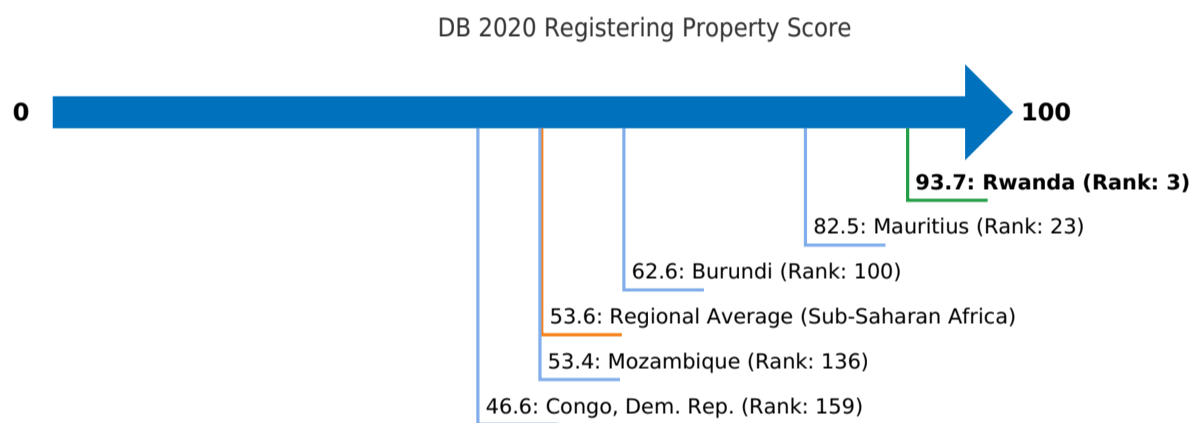 DB 2020 Registering Property Score
0
100
93.7: Rwanda (Rank: 3)
82.5: Mauritius (Rank: 23)
62.6: Burundi (Rank: 100)
53.6: Regional Average (Sub-Saharan Africa)
53.4: Mozambique (Rank: 136)
46.6: Congo, Dem. Rep. (Rank: 159)